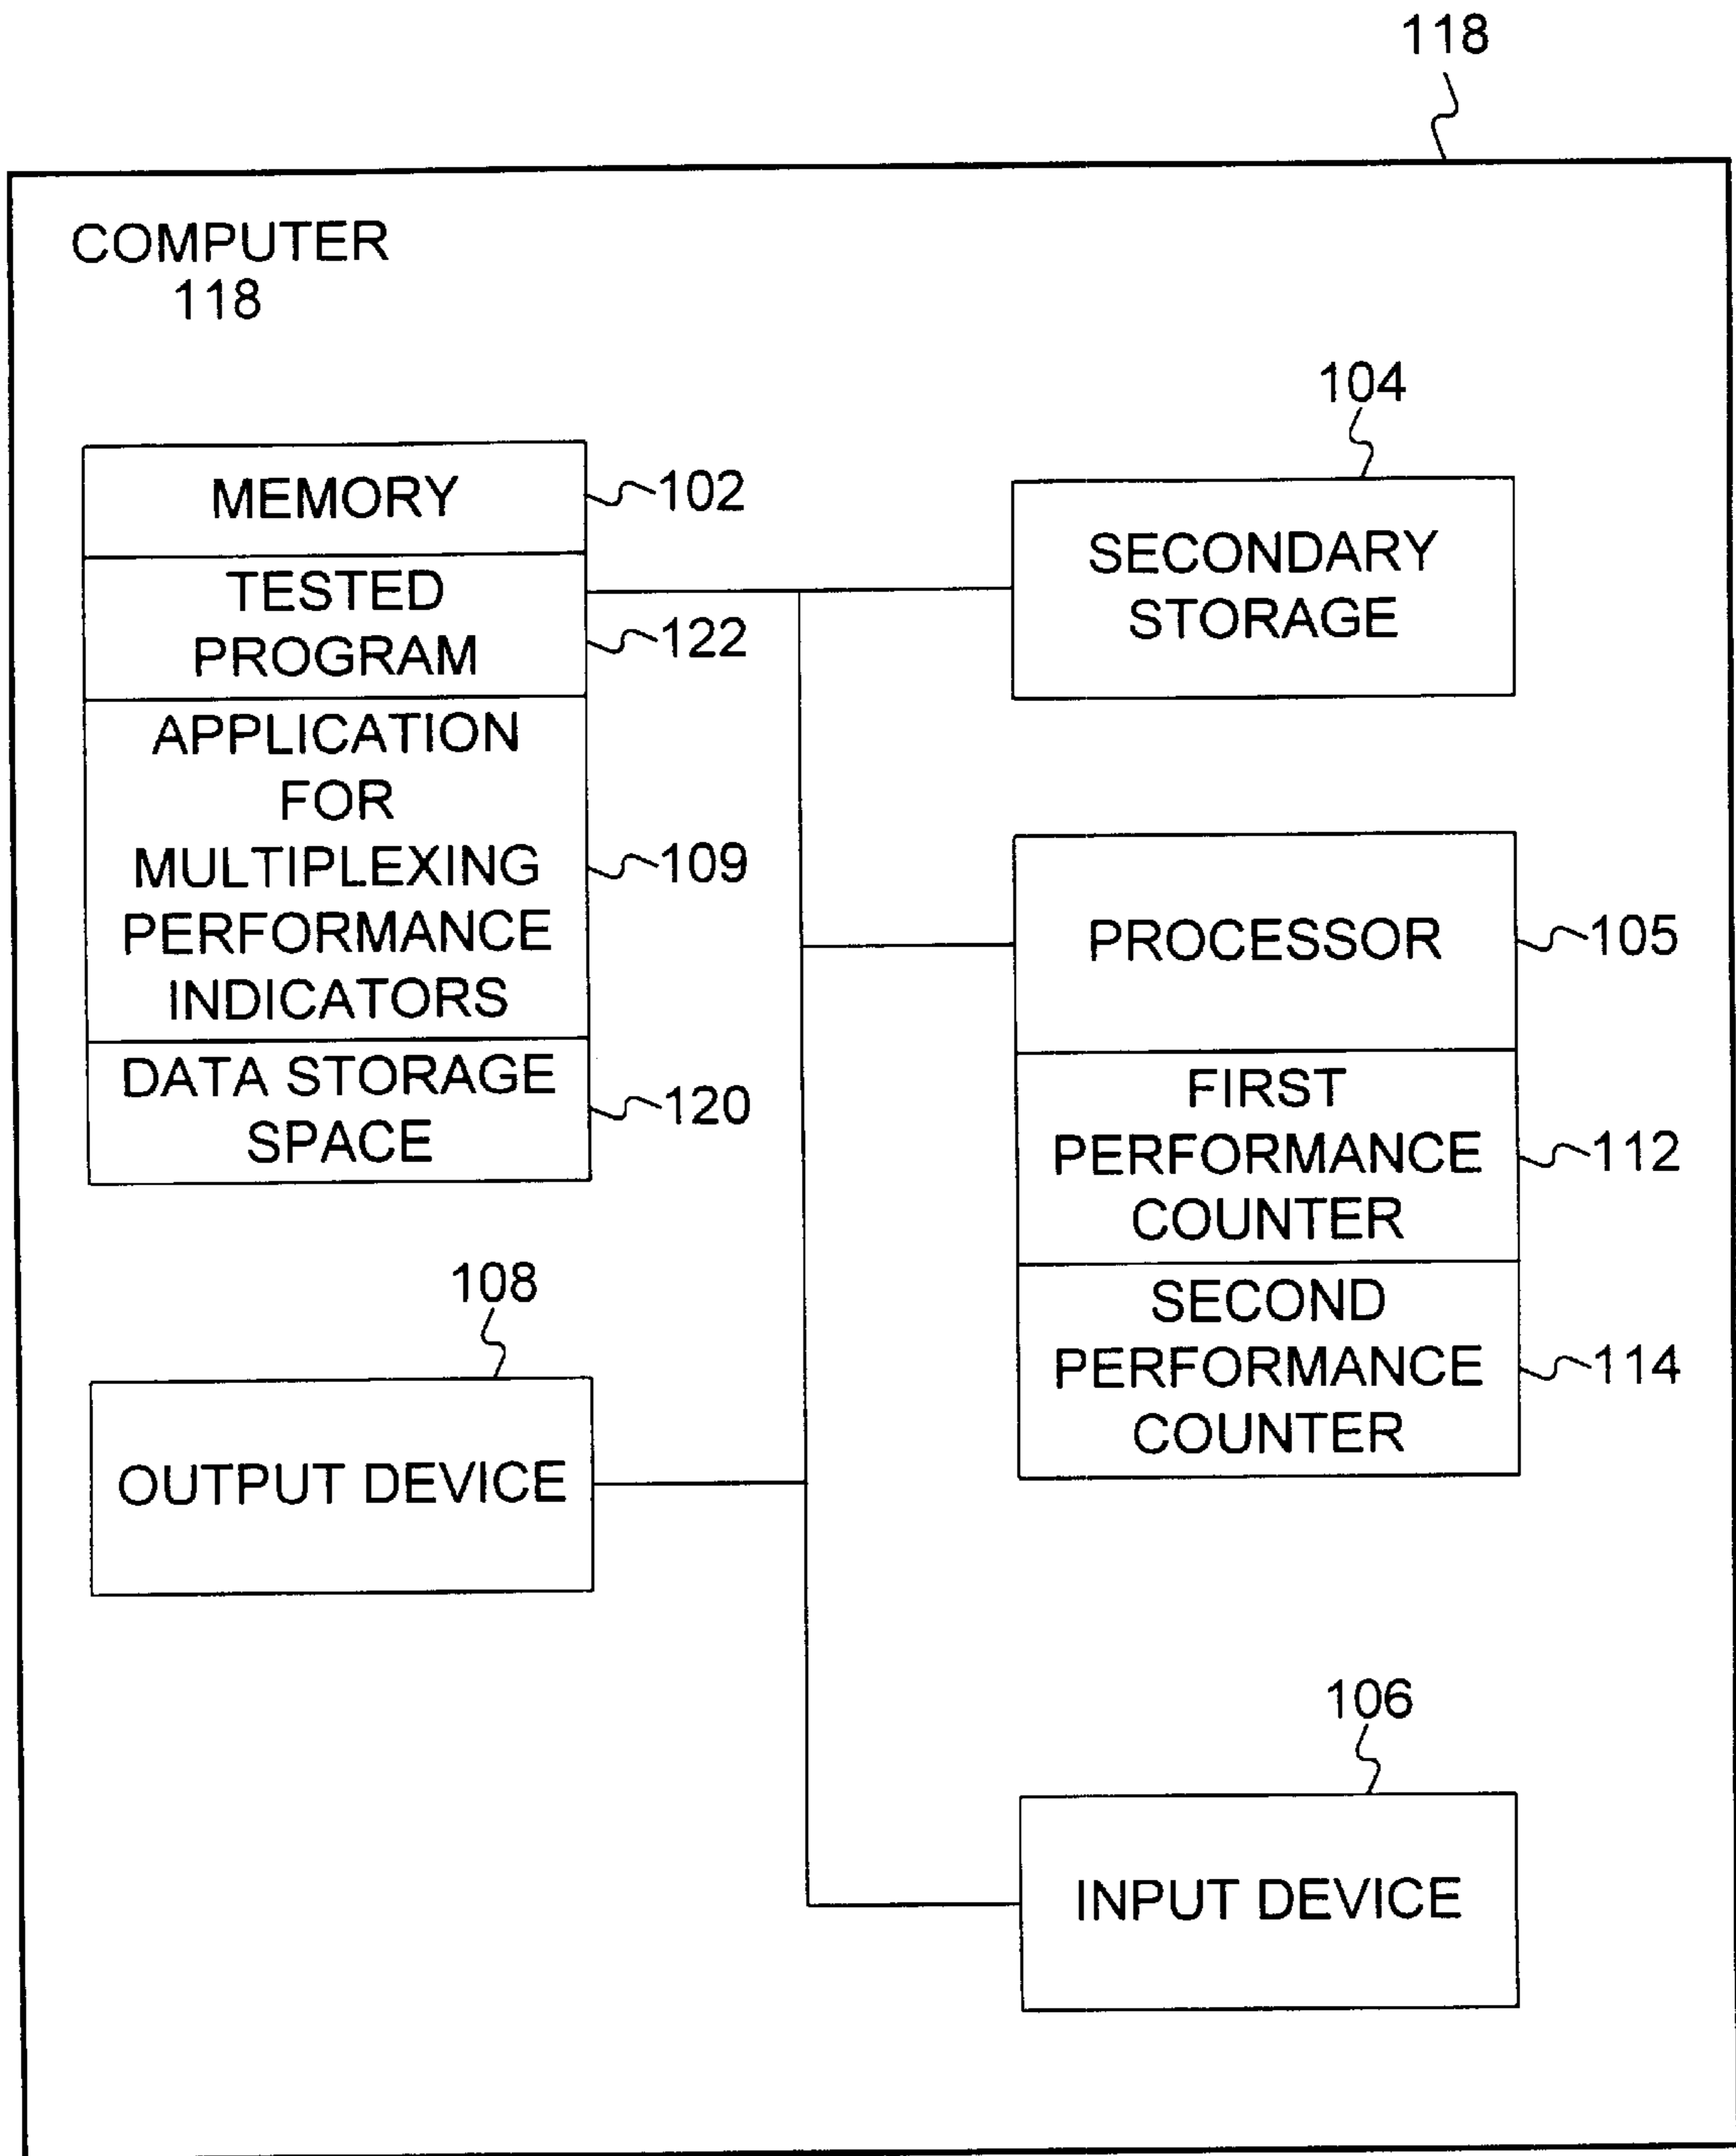 118
COMPUTER
118
104
MEMORY
102
SECONDARY
STORAGE
TESTED
PROGRAM
122
APPLICATION
FOR
MULTIPLEXING
PERFORMANCE
INDICATORS
109
PROCESSOR
105
DATA STORAGE
SPACE
120
FIRST
PERFORMANCE
COUNTER
112
SECOND
PERFORMANCE
COUNTER
114
108
OUTPUT DEVICE
106
INPUT DEVICE